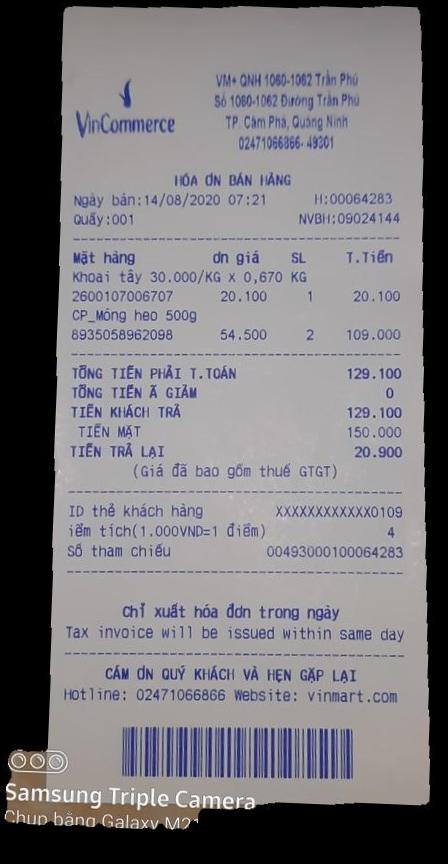 VinCommerce
VM+ QNH 1060-1062 Trần Phú
Số 1060-1062 Đường Trần Phú
TP. Cẩm Phả, Quảng Ninh
02471066866- 49301
HÓA ƠN BÁN HÀNG
Ngày bán:14/08/2020 07:21 H:00064283
Quầy:001 NVBH:09024144
Mặt hàng ơn giá SL T.Tiền
Khoai tây 30.000/KG x 0,670 KG
2600107006707 20.100 1 20.100
CP_Móng heo 500g
8935058962098 54.500 2 109.000
TỔNG TIỀN PHẢI T.TOÁN 129.100
TỔNG TIỀN Ã GIẢM 0
TIỀN KHÁCH TRẢ 129.100
TIỀN MẶT 150.000
TIỀN TRẢ LẠI 20.900
(Giá đã bao gồm thuế GTGT)
ID thẻ khách hàng XXXXXXXXXXXX0109
iểm tích(1.000VND=1 điểm) 4
Số tham chiếu 00493000100064283
Chỉ xuất hóa đơn trong ngày
Tax invoice will be issued within same day
CẢM ƠN QUÝ KHÁCH VÀ HẸN GẶP LẠI
Hotline: 02471066866 Website: vinmart.com
Samsung Triple Camera
Chụp bằng Galaxy M21